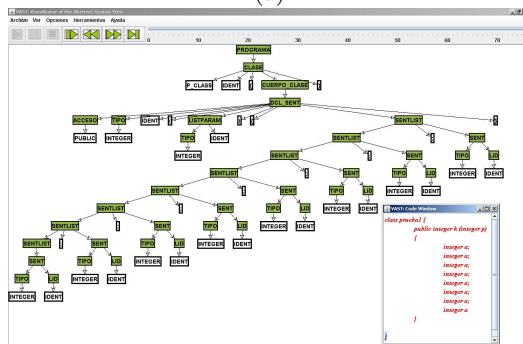 VAST: Visualizator of the Abstract Syntax Tree
Archivo Ver Opciones Herramientas Ayuda
0 10 20 30 40 50 60 70
PROGRAMA
CLASE
P_CLASS IDENT { CUERPO_CLASE }
DCL_SENT
ACCESO TIPO IDENT ( LISTPARAM ) { SENTLIST }
PUBLIC INTEGER TIPO IDENT SENTLIST ; SENT
INTEGER SENTLIST ; SENT TIPO LID
SENTLIST ; SENT TIPO LID INTEGER IDENT
SENTLIST ; SENT TIPO LID INTEGER IDENT
SENTLIST ; SENT TIPO LID INTEGER IDENT
SENTLIST ; SENT TIPO LID INTEGER IDENT
SENTLIST ; SENT TIPO LID INTEGER IDENT
SENT TIPO LID INTEGER IDENT
TIPO LID INTEGER IDENT
INTEGER IDENT
VAST: Code Window
class prueba1 {
public integer k (integer p)
{
integer a;
integer a;
integer a;
integer a;
integer a;
integer a;
integer a;
integer a
}
}